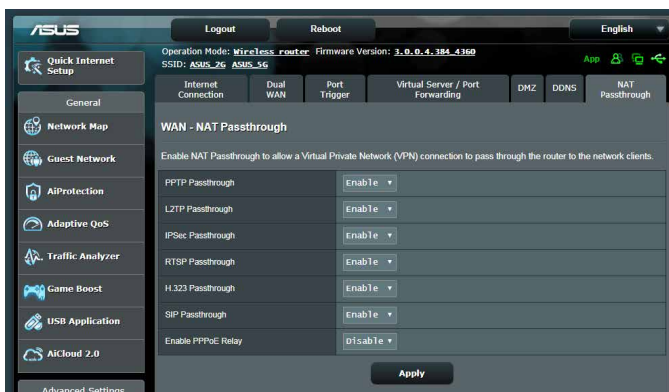 ASUS
Logout
Reboot
English
Operation Mode: Wireless router Firmware Version: 3.0.0.4.384_4360
SSID: ASUS_2G ASUS_5G
App
Quick Internet
Setup
General
Network Map
Guest Network
AiProtection
Adaptive QoS
Traffic Analyzer
Game Boost
USB Application
AiCloud 2.0
Advanced Settings
Internet
Connection
Dual
WAN
Port
Trigger
Virtual Server / Port
Forwarding
DMZ
DDNS
NAT
Passthrough
WAN - NAT Passthrough
Enable NAT Passthrough to allow a Virtual Private Network (VPN) connection to pass through the router to the network clients.
PPTP Passthrough Enable
L2TP Passthrough Enable
IPSec Passthrough Enable
RTSP Passthrough Enable
H.323 Passthrough Enable
SIP Passthrough Enable
Enable PPPoE Relay Disable
Apply